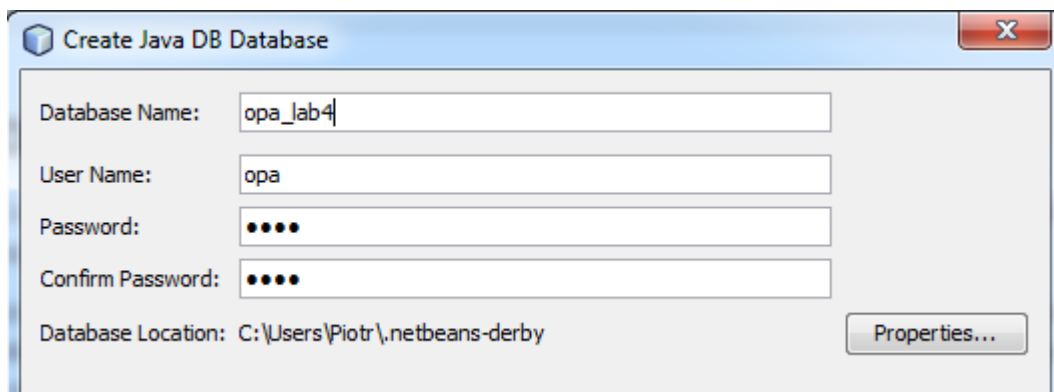 Create Java DB Database
Database Name: opa_lab4
User Name: opa
Password: ●●●●
Confirm Password: ●●●●
Database Location: C:\Users\Piotr\.netbeans-derby Properties...